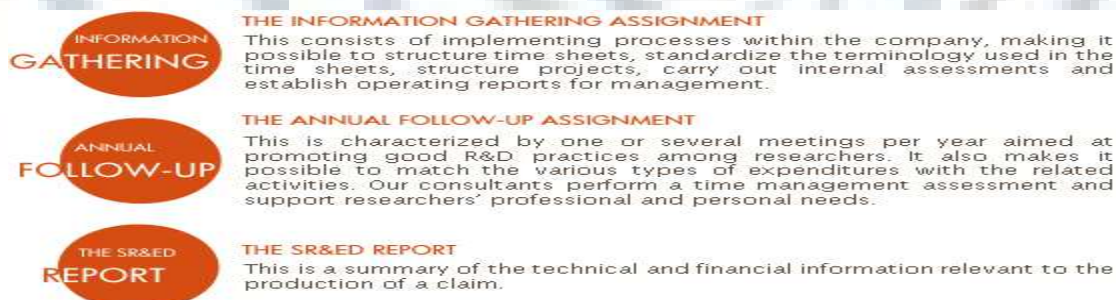 INFORMATION
GATHERING
THE INFORMATION GATHERING ASSIGNMENT
This consists of implementing processes within the company, making it
possible to structure time sheets, standardize the terminology used in the
time sheets, structure projects, carry out internal assessments and
establish operating reports for management.
ANNUAL
FOLLOW-UP
THE ANNUAL FOLLOW-UP ASSIGNMENT
This is characterized by one or several meetings per year aimed at
promoting good R&D practices among researchers. It also makes it
possible to match the various types of expenditures with the related
activities. Our consultants perform a time management assessment and
support researchers' professional and personal needs.
THE SR&ED
REPORT
THE SR&ED REPORT
This is a summary of the technical and financial information relevant to the
production of a claim.